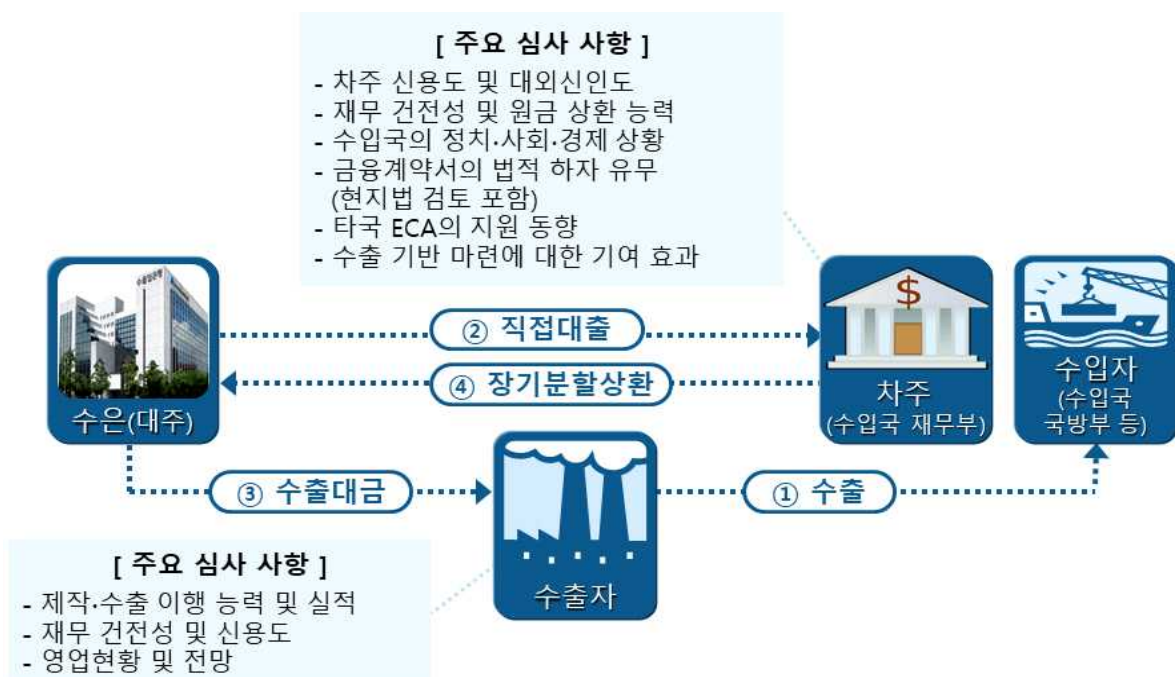 [ 주요 심사 사항 ]
- 차주 신용도 및 대외신인도
- 재무 건전성 및 원금 상환 능력
- 수입국의 정치·사회·경제 상황
- 금융계약서의 법적 하자 유무
(현지법 검토 포함)
- 타국 ECA의 지원 동향
- 수출 기반 마련에 대한 기여 효과
수출입은행
수은(대주)
② 직접대출
④ 장기분할상환
$
차주
(수입국 재무부)
수입자
(수입국
국방부 등)
③ 수출대금
① 수출
수출자
[ 주요 심사 사항 ]
- 제작·수출 이행 능력 및 실적
- 재무 건전성 및 신용도
- 영업현황 및 전망